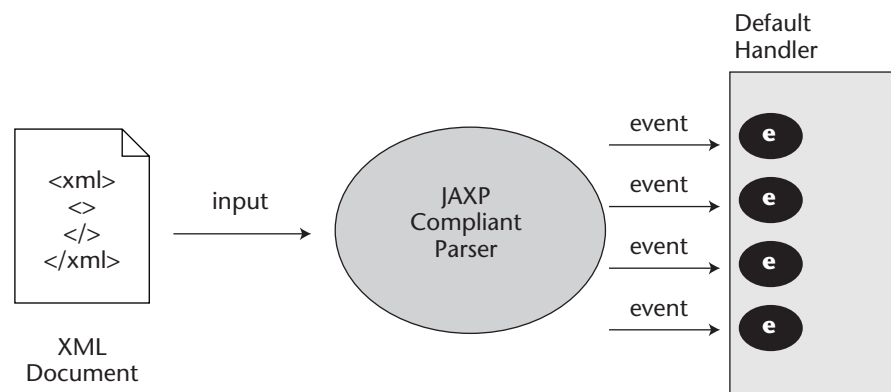 Default
Handler
<xml>
<>
</>
</xml>
XML
Document
input
JAXP
Compliant
Parser
event
e
event
e
event
e
event
e